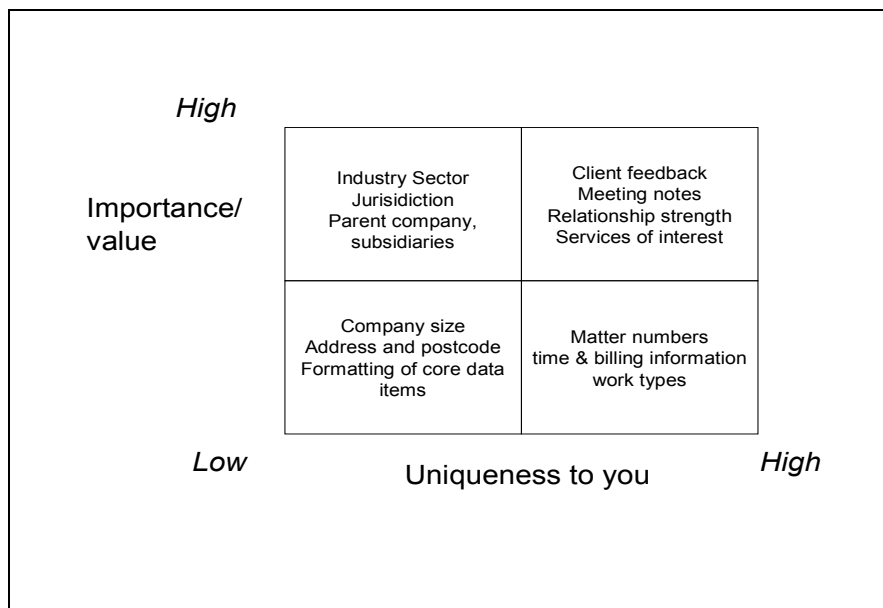 High
Importance/
value
Industry Sector
Jurisidiction
Parent company,
subsidiaries
Client feedback
Meeting notes
Relationship strength
Services of interest
Company size
Address and postcode
Formatting of core data
items
Matter numbers
time & billing information
work types
Low
Uniqueness to you
High